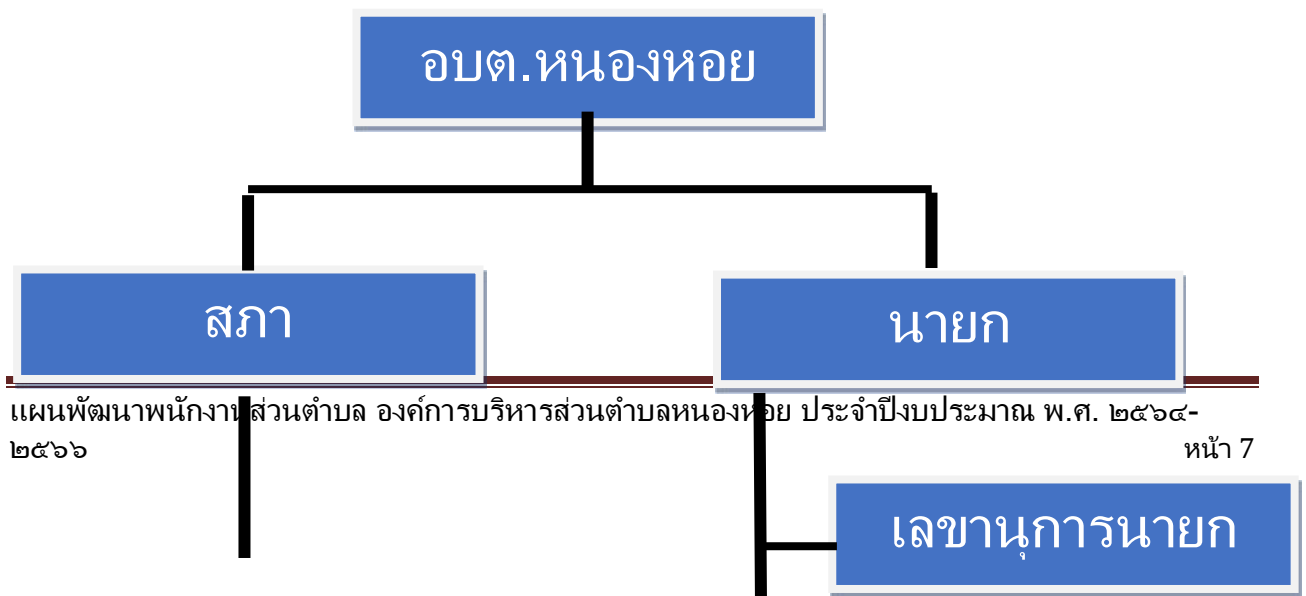 อบต.หนองหอย
สภา
นายก
แผนพัฒนาพนักงานส่วนตำบล องค์การบริหารส่วนตำบลหนองหอย ประจำปีงบประมาณ พ.ศ. ๒๕๖๔-
๒๕๖๖ หน้า 7
เลขานุการนายก